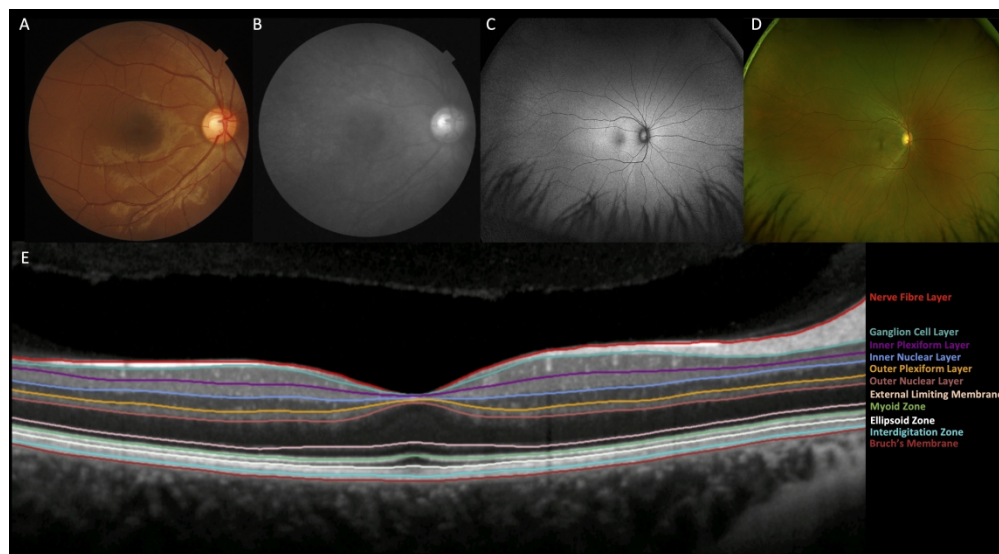 A
B
C
D
E
Nerve Fibre Layer
Ganglion Cell Layer
Inner Plexiform Layer
Inner Nuclear Layer
Outer Plexiform Layer
Outer Nuclear Layer
External Limiting Membrane
Myoid Zone
Ellipsoid Zone
Interdigitation Zone
Bruch's Membrane